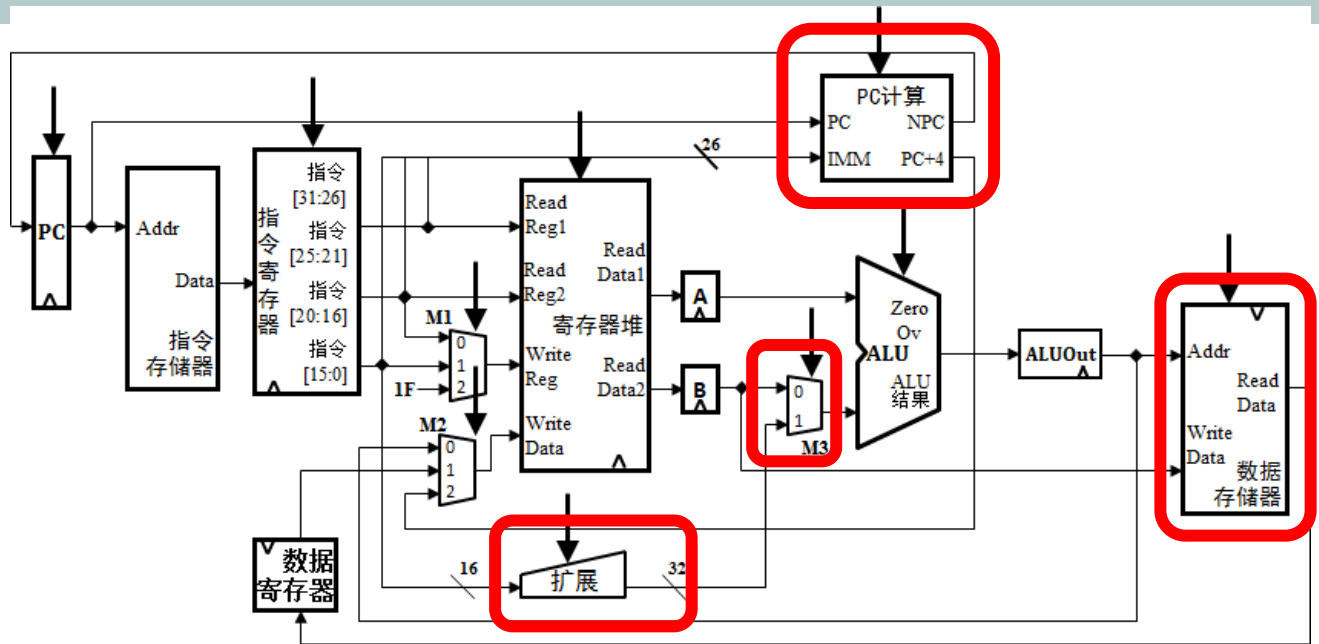 PC计算
PC
NPC
IMM
PC+4
26
PC
Addr
Data
指令
存储器
指令寄存器
指令
[31:26]
指令
[25:21]
指令
[20:16]
指令
[15:0]
M1
0
1
2
1F
M2
0
1
2
Read
Reg1
Read
Reg2
Write
Reg
Write
Data
Read
Data1
寄存器堆
Read
Data2
A
B
0
1
M3
Zero
Ov
ALU
ALU
结果
ALUOut
Addr
Read
Data
Write
Data
数据
存储器
数据
寄存器
16
扩展
32